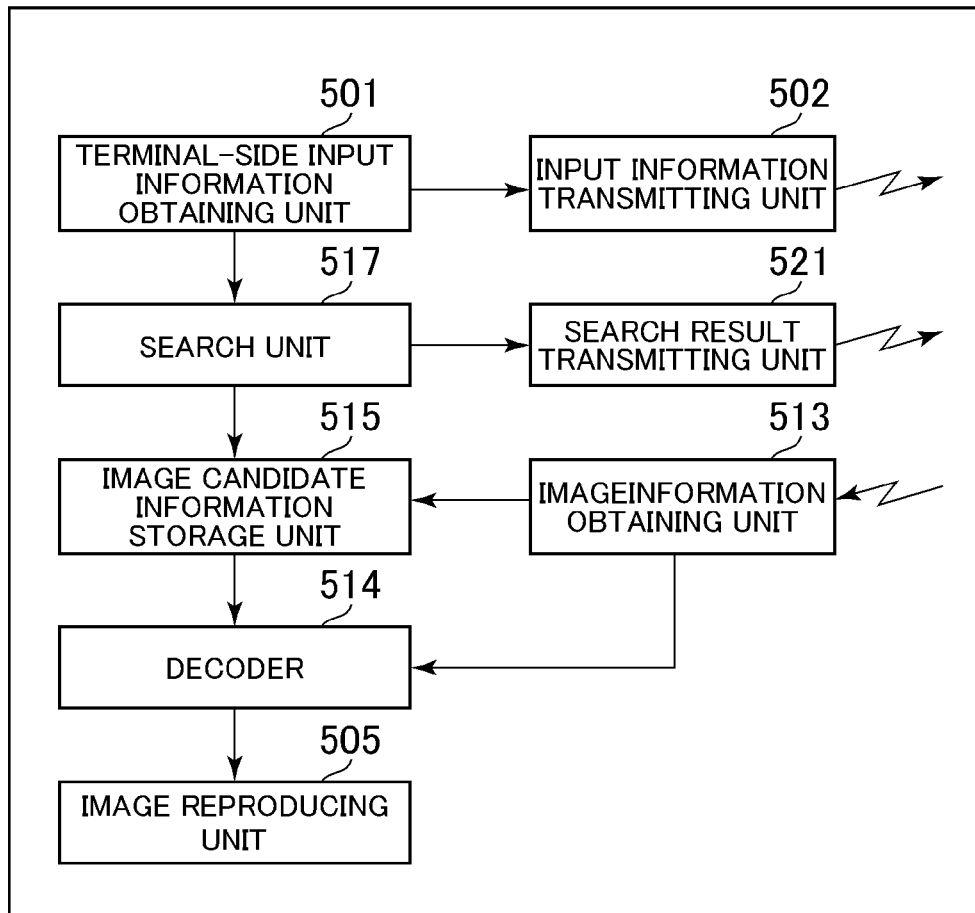 501
TERMINAL-SIDE INPUT
INFORMATION
OBTAINING UNIT
502
INPUT INFORMATION
TRANSMITTING UNIT
517
SEARCH UNIT
521
SEARCH RESULT
TRANSMITTING UNIT
515
IMAGE CANDIDATE
INFORMATION
STORAGE UNIT
513
IMAGEINFORMATION
OBTAINING UNIT
514
DECODER
505
IMAGE REPRODUCING
UNIT